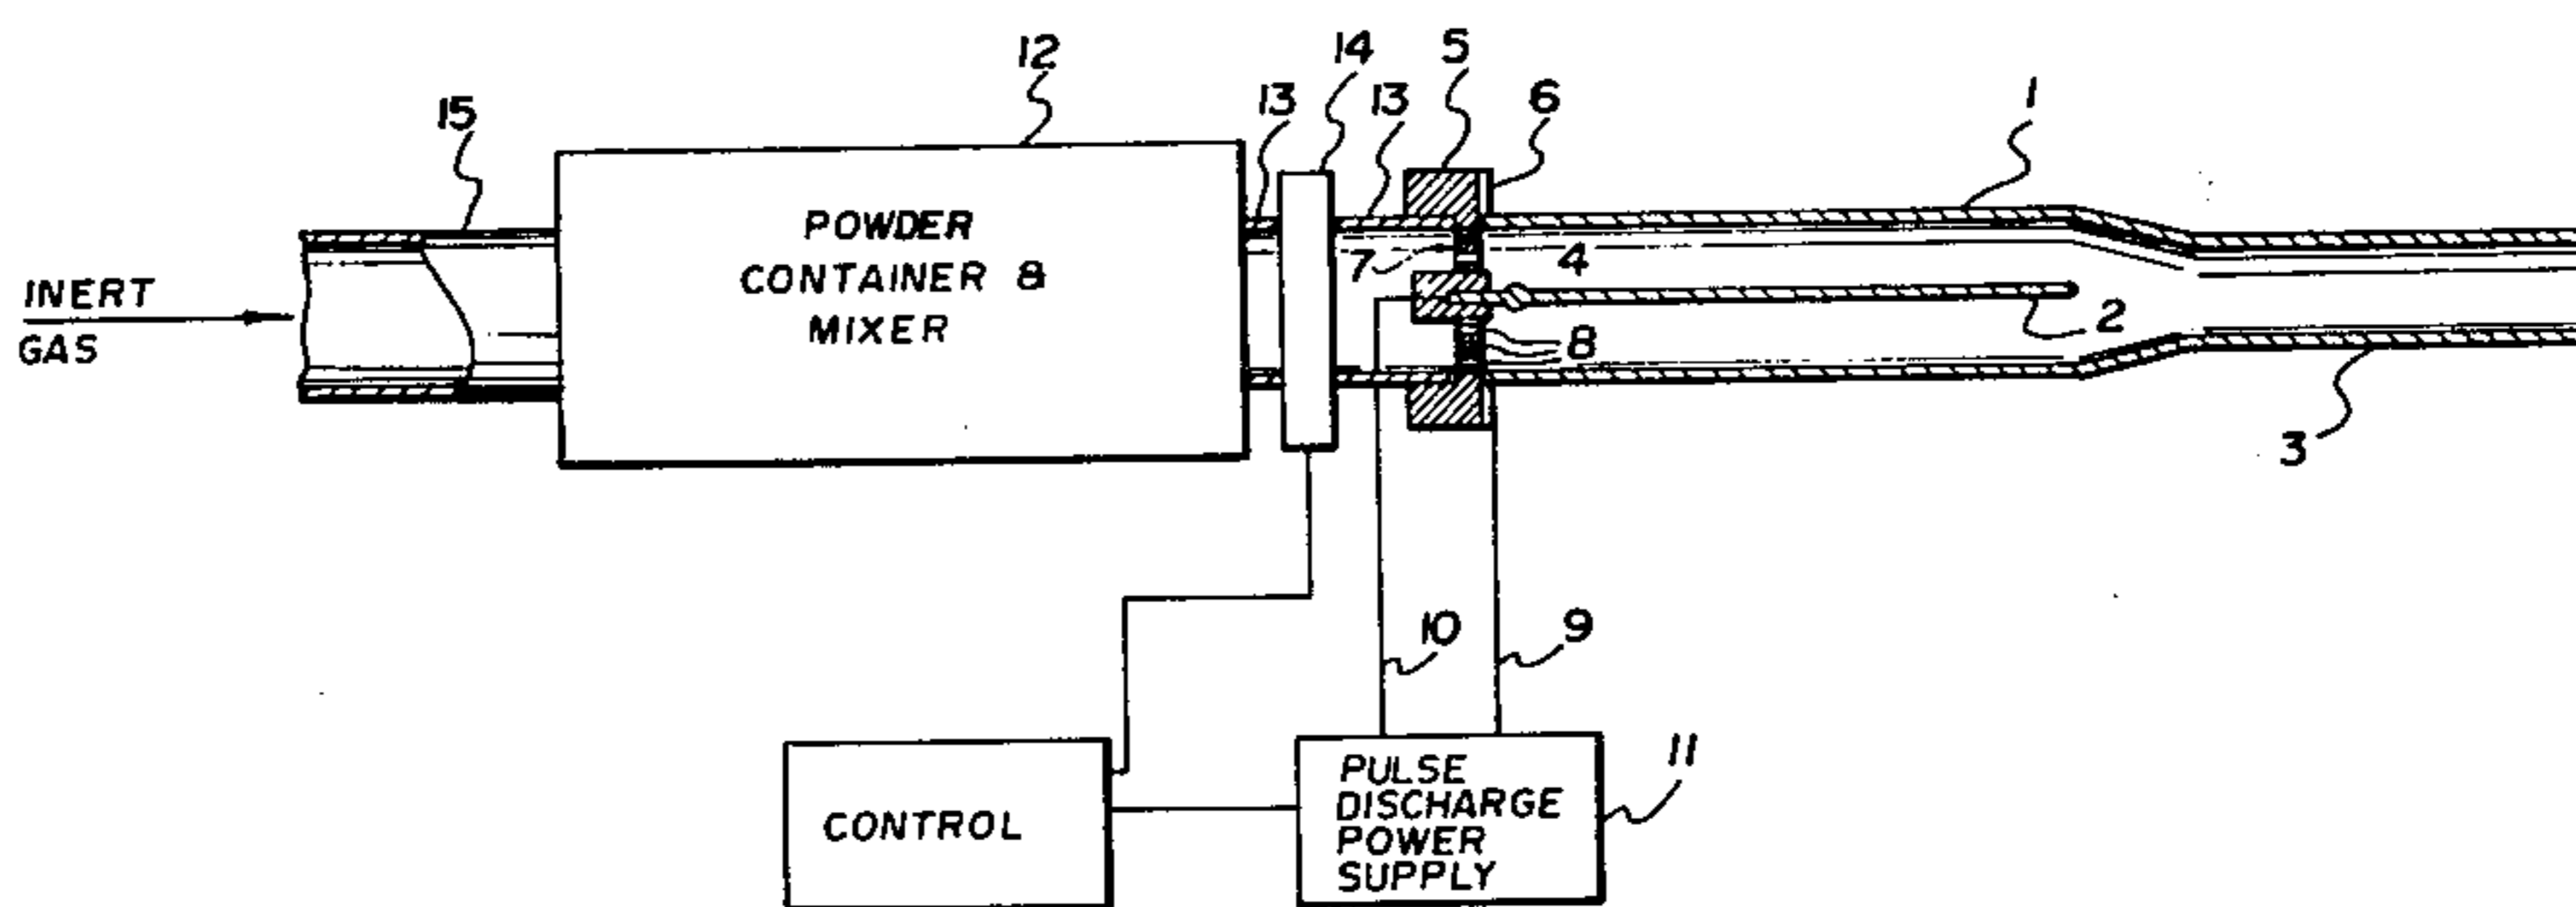 12
14
5
15
13
13
6
1
POWDER
CONTAINER &
MIXER
7
4
INERT
GAS
8
2
3
10
9
CONTROL
PULSE
DISCHARGE
POWER
SUPPLY
11